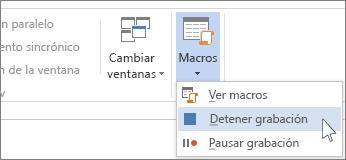 n paralelo
ento sincrónico
n de la ventana
Cambiar
ventanas
Macros
Ver macros
Detener grabación
Pausar grabación